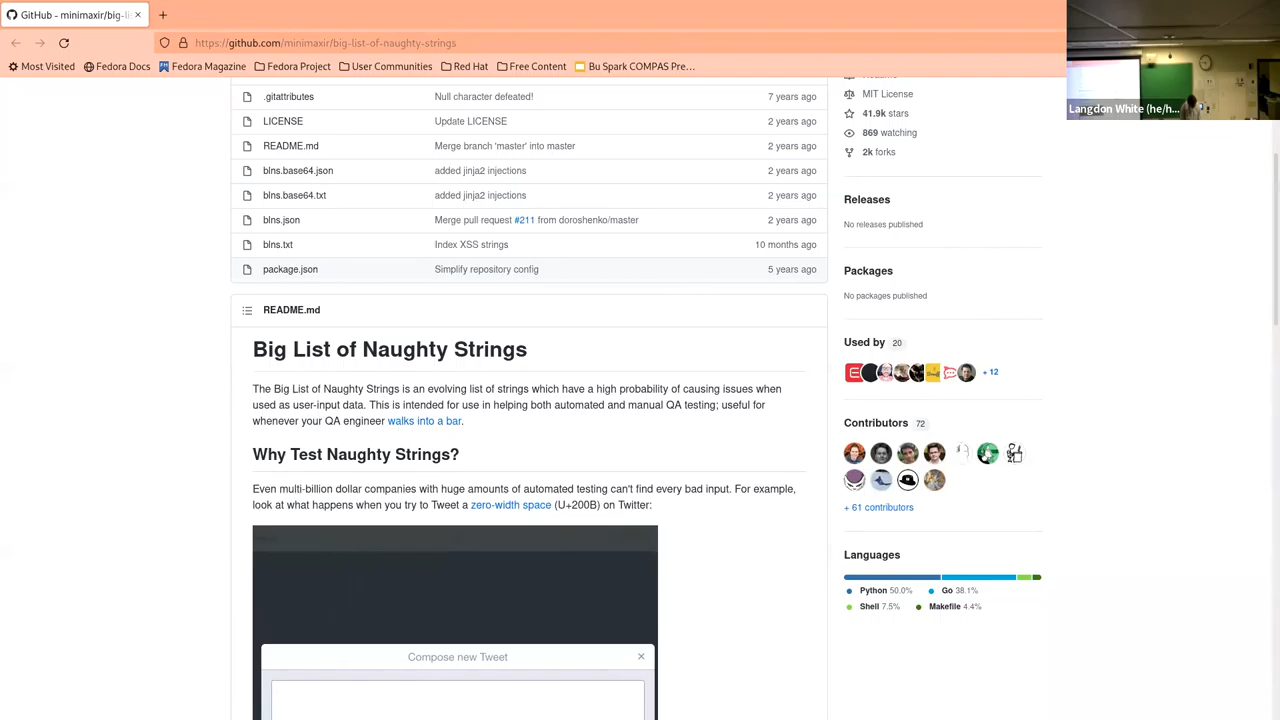 GitHub - minimaxir/big-li
https://github.com/minimaxir/big-list-of-naughty-strings
Most Visited
Fedora Docs
Fedora Magazine
Fedora Project
User Communities
Red Hat
Free Content
Bu Spark COMPAS Pre…
Langdon White (he/h...
.gitattributes Null character defeated! 7 years ago
LICENSE Update LICENSE 2 years ago
README.md Merge branch 'master' into master 2 years ago
blns.base64.json added jinja2 injections 2 years ago
blns.base64.txt added jinja2 injections 2 years ago
blns.json Merge pull request #211 from doroshenko/master 2 years ago
blns.txt Index XSS strings 10 months ago
package.json Simplify repository config 5 years ago
README.md
Big List of Naughty Strings
The Big List of Naughty Strings is an evolving list of strings which have a high probability of causing issues when
used as user-input data. This is intended for use in helping both automated and manual QA testing; useful for
whenever your QA engineer walks into a bar.
Why Test Naughty Strings?
Even multi-billion dollar companies with huge amounts of automated testing can't find every bad input. For example,
look at what happens when you try to Tweet a zero-width space (U+200B) on Twitter:
Compose new Tweet
Readme
MIT License
41.9k stars
869 watching
2k forks
Releases
No releases published
Packages
No packages published
Used by 20
+ 12
Contributors 72
+ 61 contributors
Languages
Python 50.0%
Go 38.1%
Shell 7.5%
Makefile 4.4%